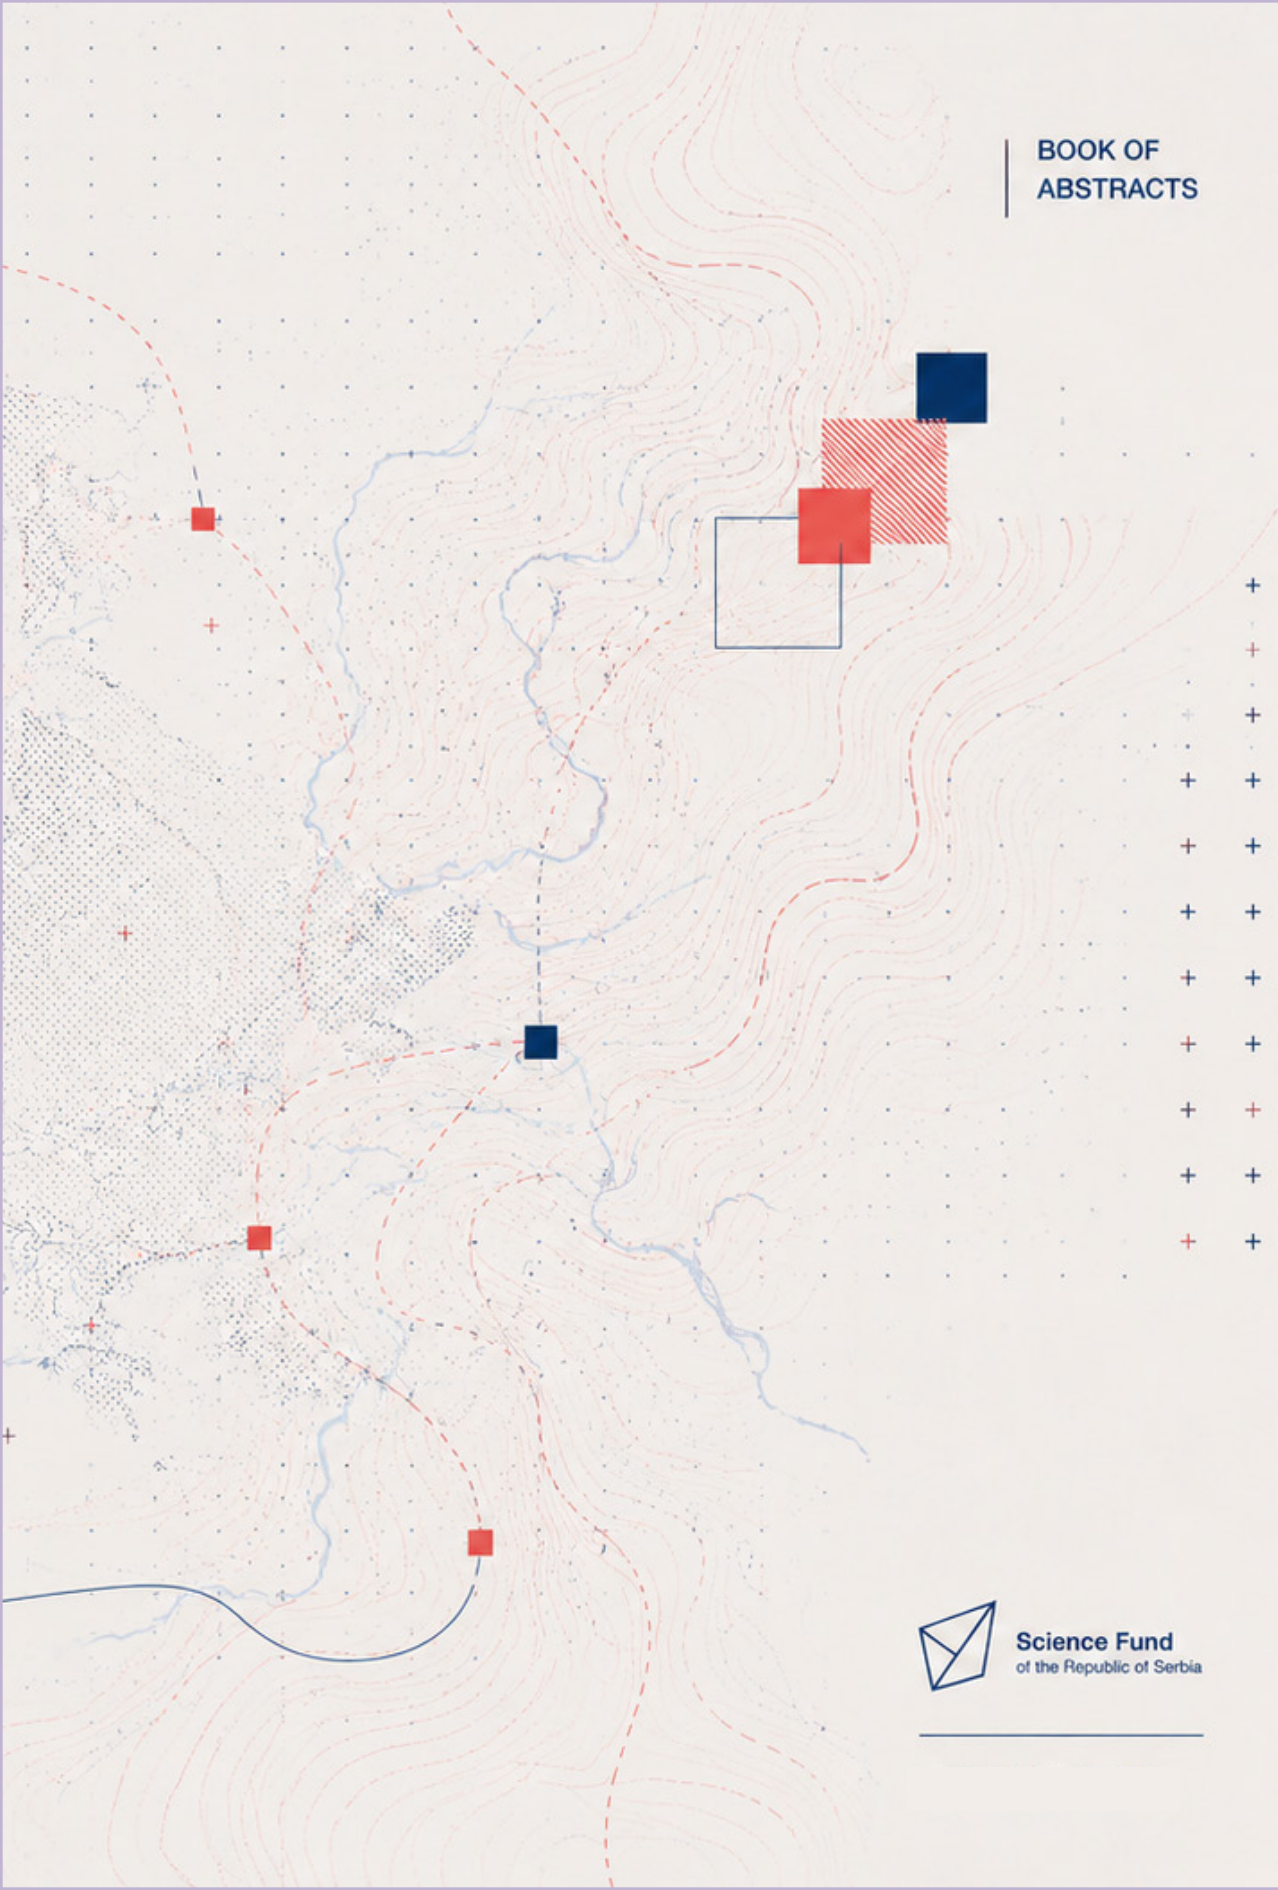 BOOK OF
ABSTRACTS
Science Fund
of the Republic of Serbia